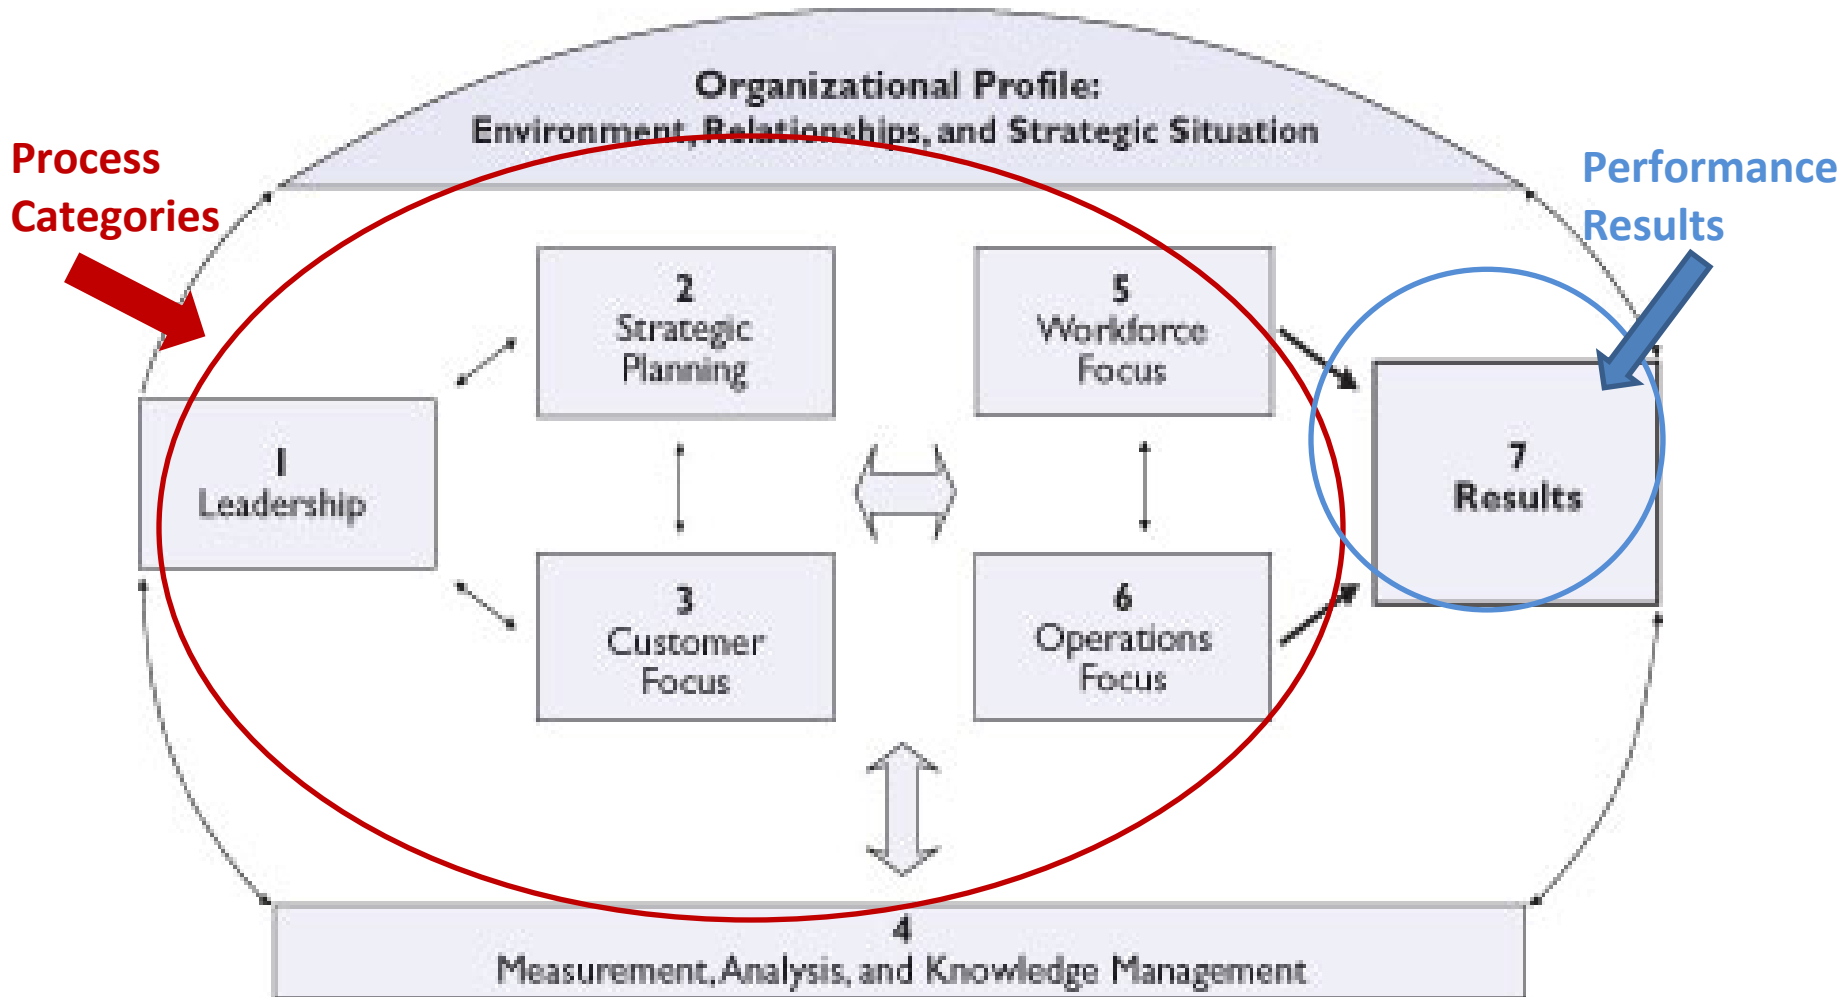 Organizational Profile:
Environment, Relationships, and Strategic Situation
Process
Categories
Performance
Results
2
Strategic
Planning
5
Workforce
Focus
1
Leadership
7
Results
3
Customer
Focus
6
Operations
Focus
4
Measurement, Analysis, and Knowledge Management